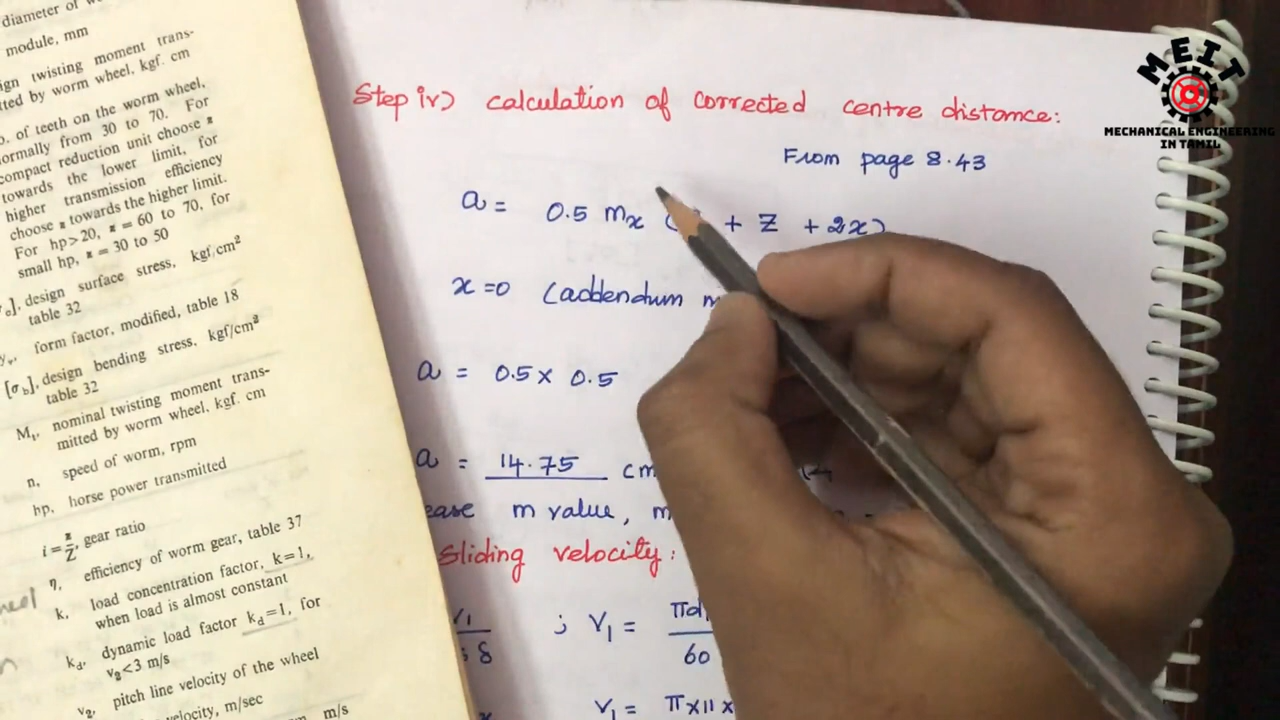 diameter of
module, mm
ign twisting moment trans-
tted by worm wheel, kgf. cm
o. of teeth on the worm wheel,
ormally from 30 to 70. For
compact reduction unit choose z
towards the lower limit, for
higher transmission efficiency
choose z towards the higher limit.
For hp>20, z = 60 to 70, for
small hp, z = 30 to 50
], design surface stress, kgf/cm²
table 32
form factor, modified, table 18
[σb], design bending stress, kgf/cm²
table 32
Mt, nominal twisting moment trans-
mitted by worm wheel, kgf. cm
n, speed of worm, rpm
hp, horse power transmitted
i = z/Z, gear ratio
η, efficiency of worm gear, table 37
k, load concentration factor, k=1,
when load is almost constant
kd, dynamic load factor kd=1, for
v2<3 m/s
v2, pitch line velocity of the wheel
velocity, m/sec
m/s
Step iv) calculation of corrected centre distance:
From page 8.43
a = 0.5 mx ( + z + 2x)
x = 0 (addendum m
a = 0.5 x 0.5
a = 14.75 cm
ease m value, m
Sliding velocity:
V1 ; V1 = πd
s δ 60
V1 = π x 11 x
MEIT
MECHANICAL ENGINEERING
IN TAMIL